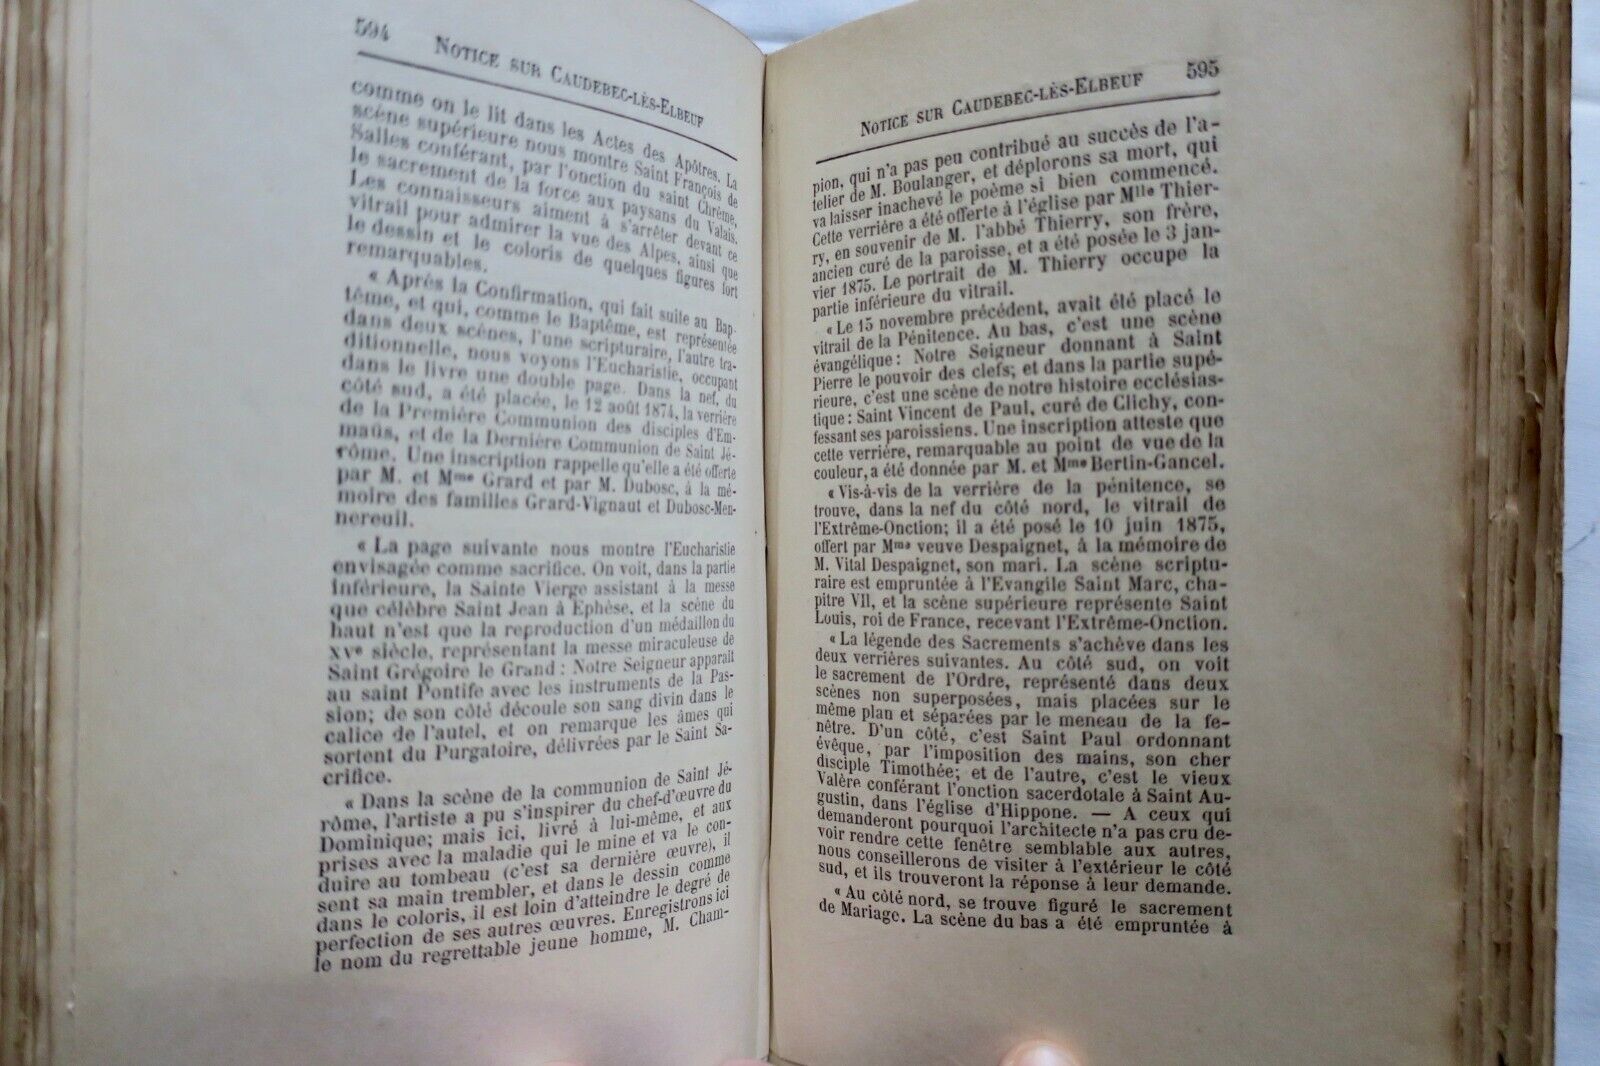 594 NOTICE SUR CAUDEBEC-LÈS-ELBEUF
comme on le lit dans les Actes des Apôtres. La
scène supérieure nous montre Saint François de
Salles conférant, par l'onction du saint Chrême,
le sacrement de la force aux paysans du Valais.
Les connaisseurs aiment à s'arrêter devant ce
vitrail pour admirer la vue des Alpes, ainsi que
le dessin et le coloris de quelques figures fort
remarquables.
« Après la Confirmation, qui fait suite au Bap-
tême, et qui, comme le Baptême, est représentée
dans deux scènes, l'une scripturaire, l'autre tra-
ditionnelle, nous voyons l'Eucharistie, occupant
dans le livre une double page. Dans la nef, du
côté sud, a été placée, le 12 août 1874, la verrière
de la Première Communion des disciples d'Em-
maüs, et de la Dernière Communion de Saint Jé-
rôme. Une inscription rappelle qu'elle a été offerte
par M. et Mme Grard et par M. Dubosc, à la mé-
moire des familles Grard-Vignaut et Dubosc-Men-
nereuil.
« La page suivante nous montre l'Eucharistie
envisagée comme sacrifice. On voit, dans la partie
inférieure, la Sainte Vierge assistant à la messe
que célèbre Saint Jean à Ephèse, et la scène du
haut n'est que la reproduction d'un médaillon du
XVe siècle, représentant la messe miraculeuse de
Saint Grégoire le Grand : Notre Seigneur apparaît
au saint Pontife avec les instruments de la Pas-
sion; de son côté découle son sang divin dans le
calice de l'autel, et on remarque les âmes qui
sortent du Purgatoire, délivrées par le Saint Sa-
crifice.
« Dans la scène de la communion de Saint Jé-
rôme, l'artiste a pu s'inspirer du chef-d'œuvre du
Dominique; mais ici, livré à lui-même, et aux
prises avec la maladie qui le mine et va le con-
duire au tombeau (c'est sa dernière œuvre), il
sent sa main trembler, et dans le dessin comme
dans le coloris, il est loin d'atteindre le degré de
perfection de ses autres œuvres. Enregistrons ici
le nom du regrettable jeune homme, M. Cham-
NOTICE SUR CAUDEBEC-LÈS-ELBEUF 595
pion, qui n'a pas peu contribué au succès de l'a-
telier de M. Boulanger, et déplorons sa mort, qui
va laisser inachevé le poème si bien commencé.
Cette verrière a été offerte à l'église par Mlle Thier-
ry, en souvenir de M. l'abbé Thierry, son frère,
ancien curé de la paroisse, et a été posée le 3 jan-
vier 1875. Le portrait de M. Thierry occupe la
partie inférieure du vitrail.
« Le 15 novembre précédent, avait été placé le
vitrail de la Pénitence. Au bas, c'est une scène
évangélique : Notre Seigneur donnant à Saint
Pierre le pouvoir des clefs; et dans la partie supé-
rieure, c'est une scène de notre histoire ecclésias-
tique : Saint Vincent de Paul, curé de Clichy, con-
fessant ses paroissiens. Une inscription atteste que
cette verrière, remarquable au point de vue de la
couleur, a été donnée par M. et Mme Bertin-Gancel.
« Vis-à-vis de la verrière de la pénitence, se
trouve, dans la nef du côté nord, le vitrail de
l'Extrême-Onction; il a été posé le 10 juin 1875,
offert par Mme veuve Despaignet, à la mémoire de
M. Vital Despaignet, son mari. La scène scriptu-
raire est empruntée à l'Evangile Saint Marc, cha-
pitre VII, et la scène supérieure représente Saint
Louis, roi de France, recevant l'Extrême-Onction.
« La légende des Sacrements s'achève dans les
deux verrières suivantes. Au côté sud, on voit
le sacrement de l'Ordre, représenté dans deux
scènes non superposées, mais placées sur le
même plan et séparées par le meneau de la fe-
nêtre. D'un côté, c'est Saint Paul ordonnant
évêque, par l'imposition des mains, son cher
disciple Timothée; et de l'autre, c'est le vieux
Valère conférant l'onction sacerdotale à Saint Au-
gustin, dans l'église d'Hippone. — A ceux qui
demanderont pourquoi l'architecte n'a pas cru de-
voir rendre cette fenêtre semblable aux autres,
nous conseillerons de visiter à l'extérieur le côté
sud, et ils trouveront la réponse à leur demande.
« Au côté nord, se trouve figuré le sacrement
de Mariage. La scène du bas a été empruntée à